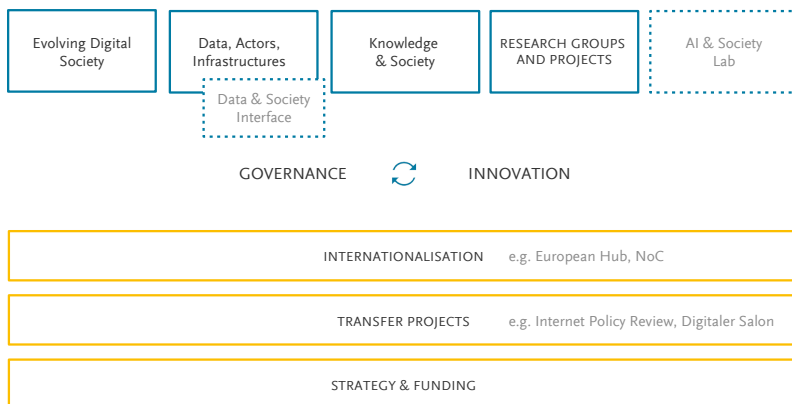 Evolving Digital
Society
Data, Actors,
Infrastructures
Data & Society
Interface
Knowledge
& Society
RESEARCH GROUPS
AND PROJECTS
AI & Society
Lab
GOVERNANCE
INNOVATION
INTERNATIONALISATION e.g. European Hub, NoC
TRANSFER PROJECTS e.g. Internet Policy Review, Digitaler Salon
STRATEGY & FUNDING